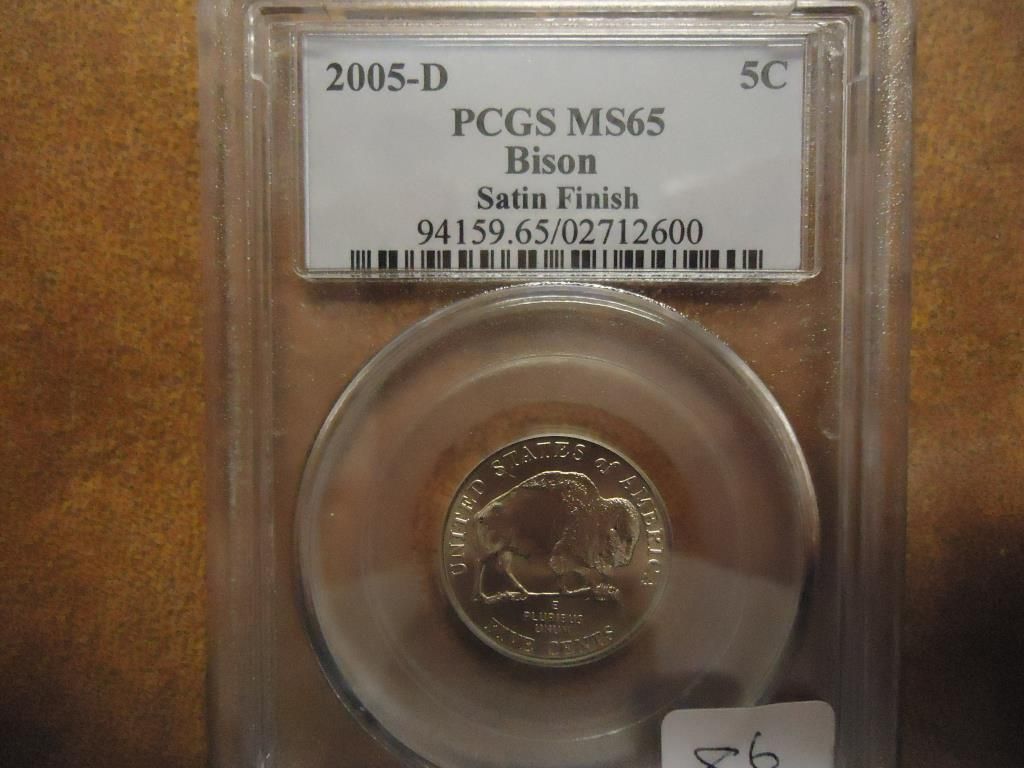 2005-D 5C
PCGS MS65
Bison
Satin Finish
94159.65/02712600
UNITED STATES of AMERICA
E
PLURIBUS
UNUM
FIVE CENTS
86